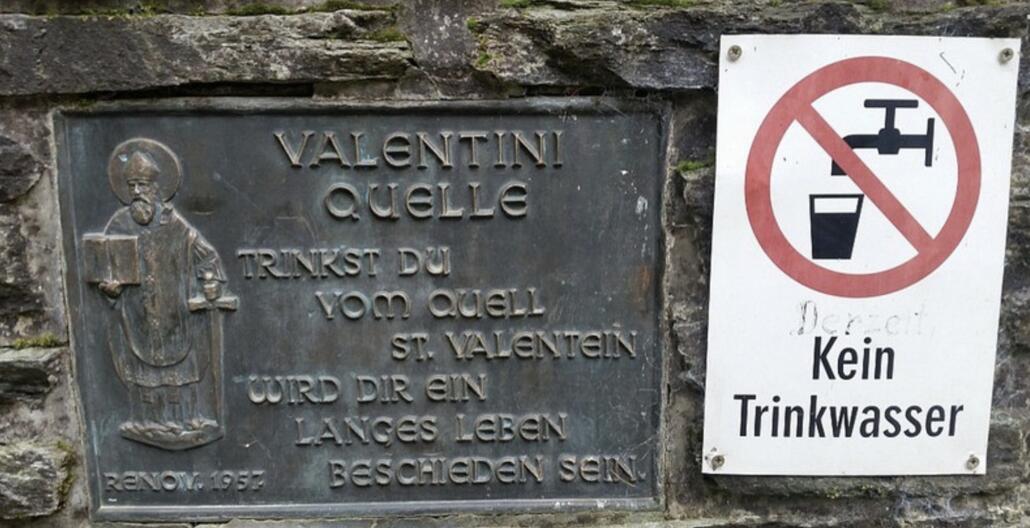 VALENTINI
QUELLE
TRINKST DU
VOM QUELL
ST. VALENTEIN
WIRD DIR EIN
LANGES LEBEN
BESCHIEDEN SEIN.
RENOV. 1957
Derzeit
Kein
Trinkwasser